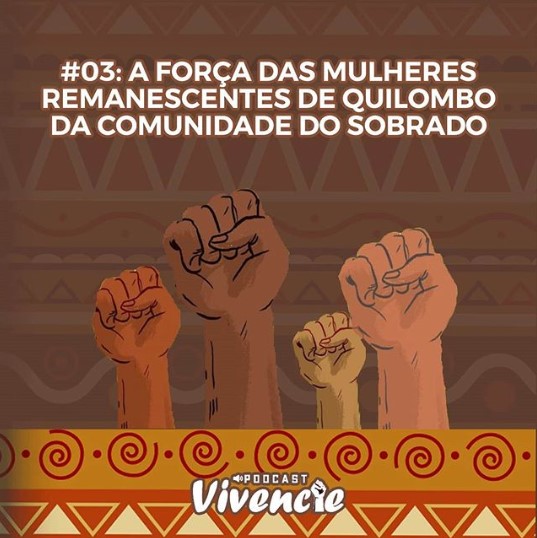 #03: A FORÇA DAS MULHERES
REMANESCENTES DE QUILOMBO
DA COMUNIDADE DO SOBRADO
PODCAST
Vivencie